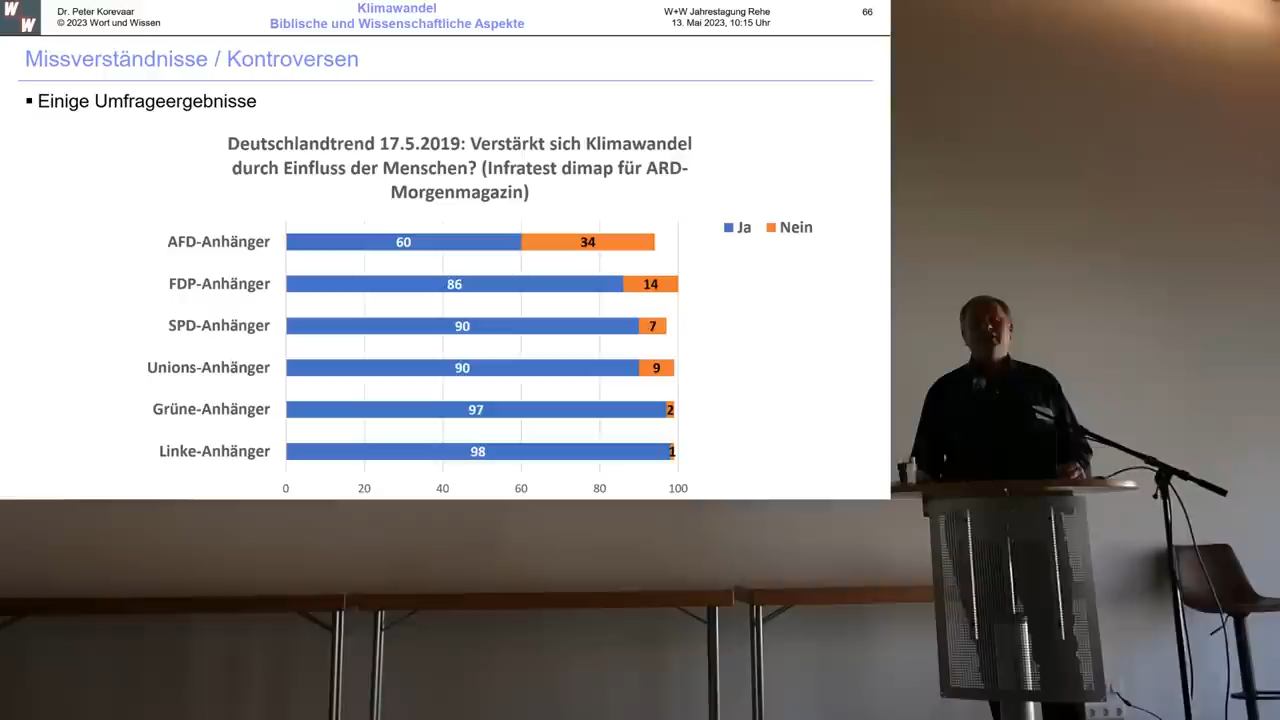 W
W
Dr. Peter Korevaar
© 2023 Wort und Wissen
Klimawandel
Biblische und Wissenschaftliche Aspekte
W+W Jahrestagung Rehe
13. Mai 2023, 10:15 Uhr
66
Missverständnisse / Kontroversen
▪ Einige Umfrageergebnisse
Deutschlandtrend 17.5.2019: Verstärkt sich Klimawandel
durch Einfluss der Menschen? (Infratest dimap für ARD-
Morgenmagazin)
Ja Nein
AFD-Anhänger 60 34
FDP-Anhänger 86 14
SPD-Anhänger 90 7
Unions-Anhänger 90 9
Grüne-Anhänger 97 2
Linke-Anhänger 98 1
0 20 40 60 80 100